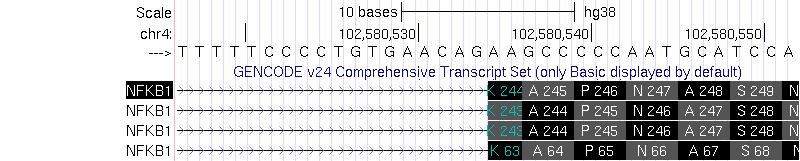 Scale 10 bases hg38
chr4: 102,580,530 102,580,540 102,580,550
---> T T T T T C C C C T G T G A A C A G A A G C C C C C A A T G C A T C C A
GENCODE v24 Comprehensive Transcript Set (only Basic displayed by default)
NFKB1 K 244 A 245 P 246 N 247 A 248 S 249 N
NFKB1 K 243 A 244 P 245 N 246 A 247 S 248 N
NFKB1 K 243 A 244 P 245 N 246 A 247 S 248 N
NFKB1 K 63 A 64 P 65 N 66 A 67 S 68 N